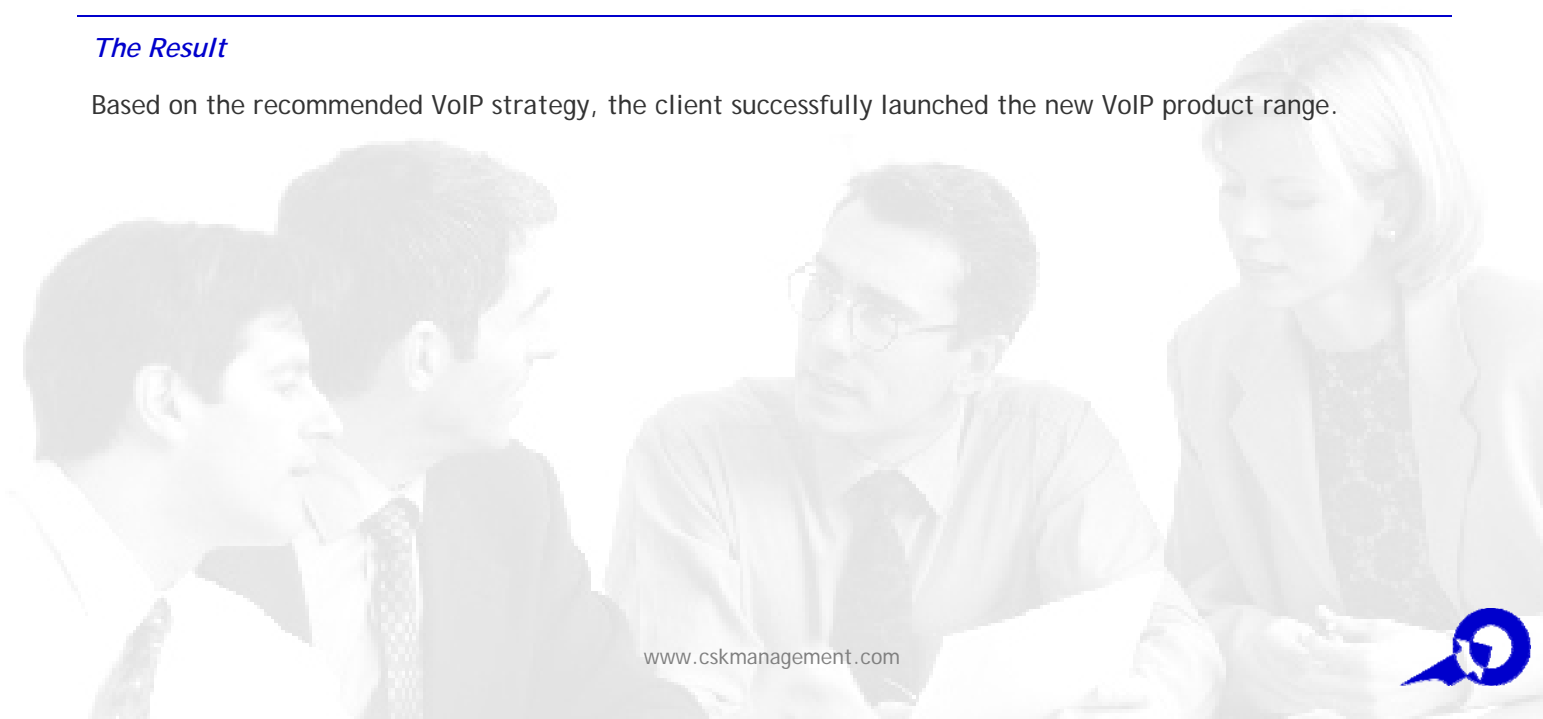 The Result
Based on the recommended VoIP strategy, the client successfully launched the new VoIP product range.
www.cskmanagement.com